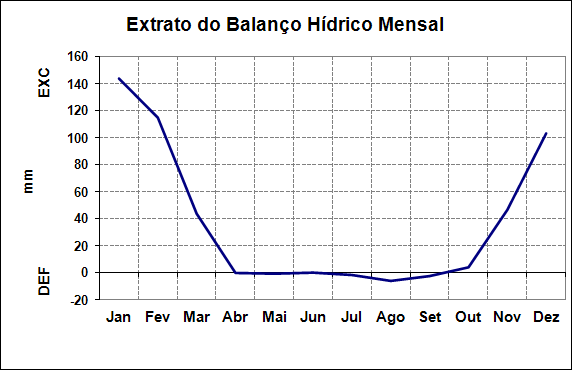 Extrato do Balanço Hídrico Mensal
EXC
mm
DEF
160
140
120
100
80
60
40
20
0
-20
Jan Fev Mar Abr Mai Jun Jul Ago Set Out Nov Dez